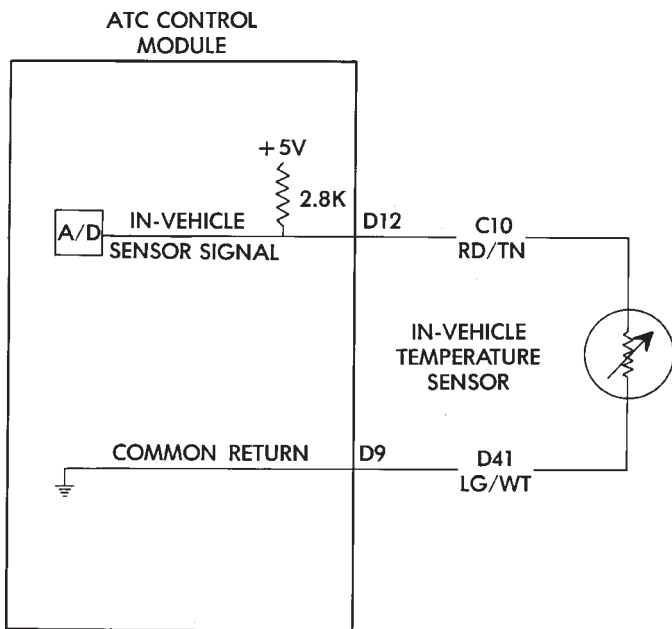 ATC CONTROL
MODULE
+5V
2.8K
A/D
IN-VEHICLE
SENSOR SIGNAL
D12
C10
RD/TN
IN-VEHICLE
TEMPERATURE
SENSOR
COMMON RETURN
D9
D41
LG/WT